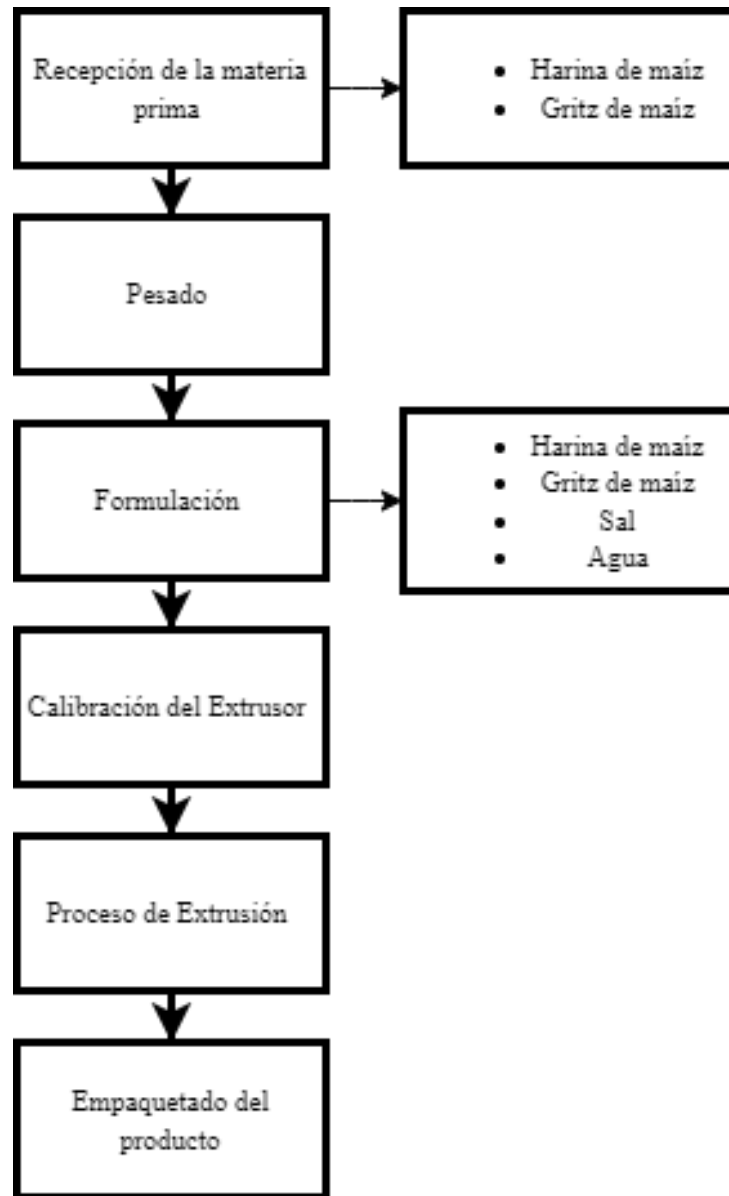 Recepción de la materia
prima
• Harina de maíz
• Gritz de maíz
Pesado
Formulación
• Harina de maíz
• Gritz de maíz
• Sal
• Agua
Calibración del Extrusor
Proceso de Extrusión
Empaquetado del
producto